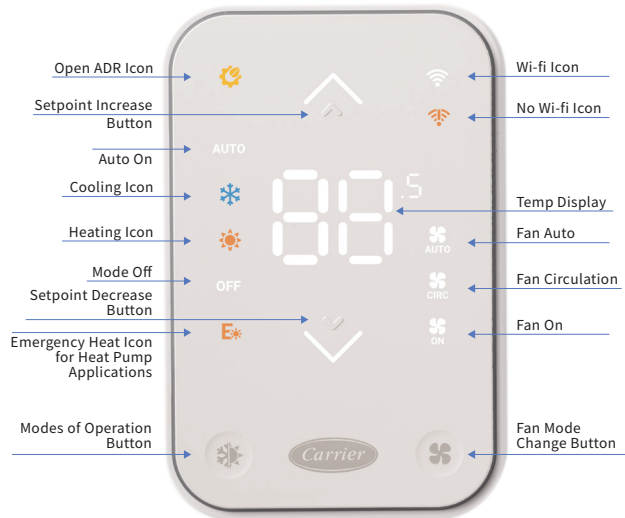 Open ADR Icon
Setpoint Increase
Button
Auto On
Cooling Icon
Heating Icon
Mode Off
Setpoint Decrease
Button
Emergency Heat Icon
for Heat Pump
Applications
Modes of Operation
Button
AUTO
OFF
E
88
.5
AUTO
CIRC
ON
Carrier
Wi-fi Icon
No Wi-fi Icon
Temp Display
Fan Auto
Fan Circulation
Fan On
Fan Mode
Change Button